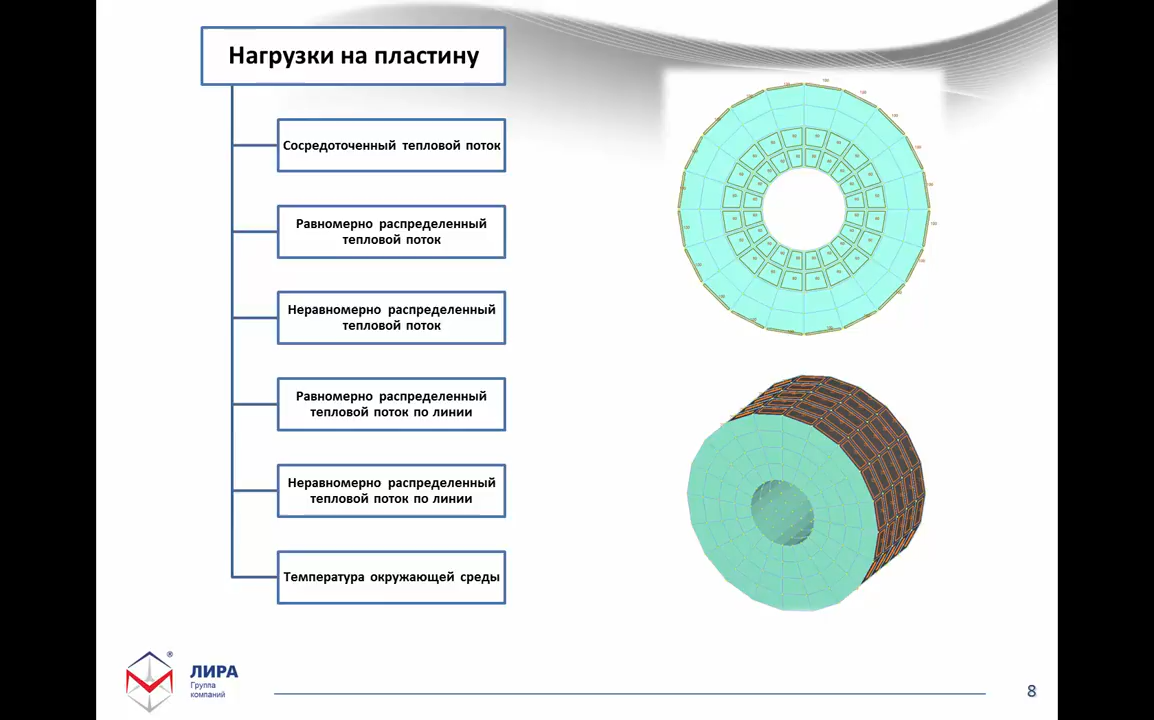 Нагрузки на пластину
Сосредоточенный тепловой поток
Равномерно распределенный
тепловой поток
Неравномерно распределенный
тепловой поток
Равномерно распределенный
тепловой поток по линии
Неравномерно распределенный
тепловой поток по линии
Температура окружающей среды
®
ЛИРА
Группа
компаний
8